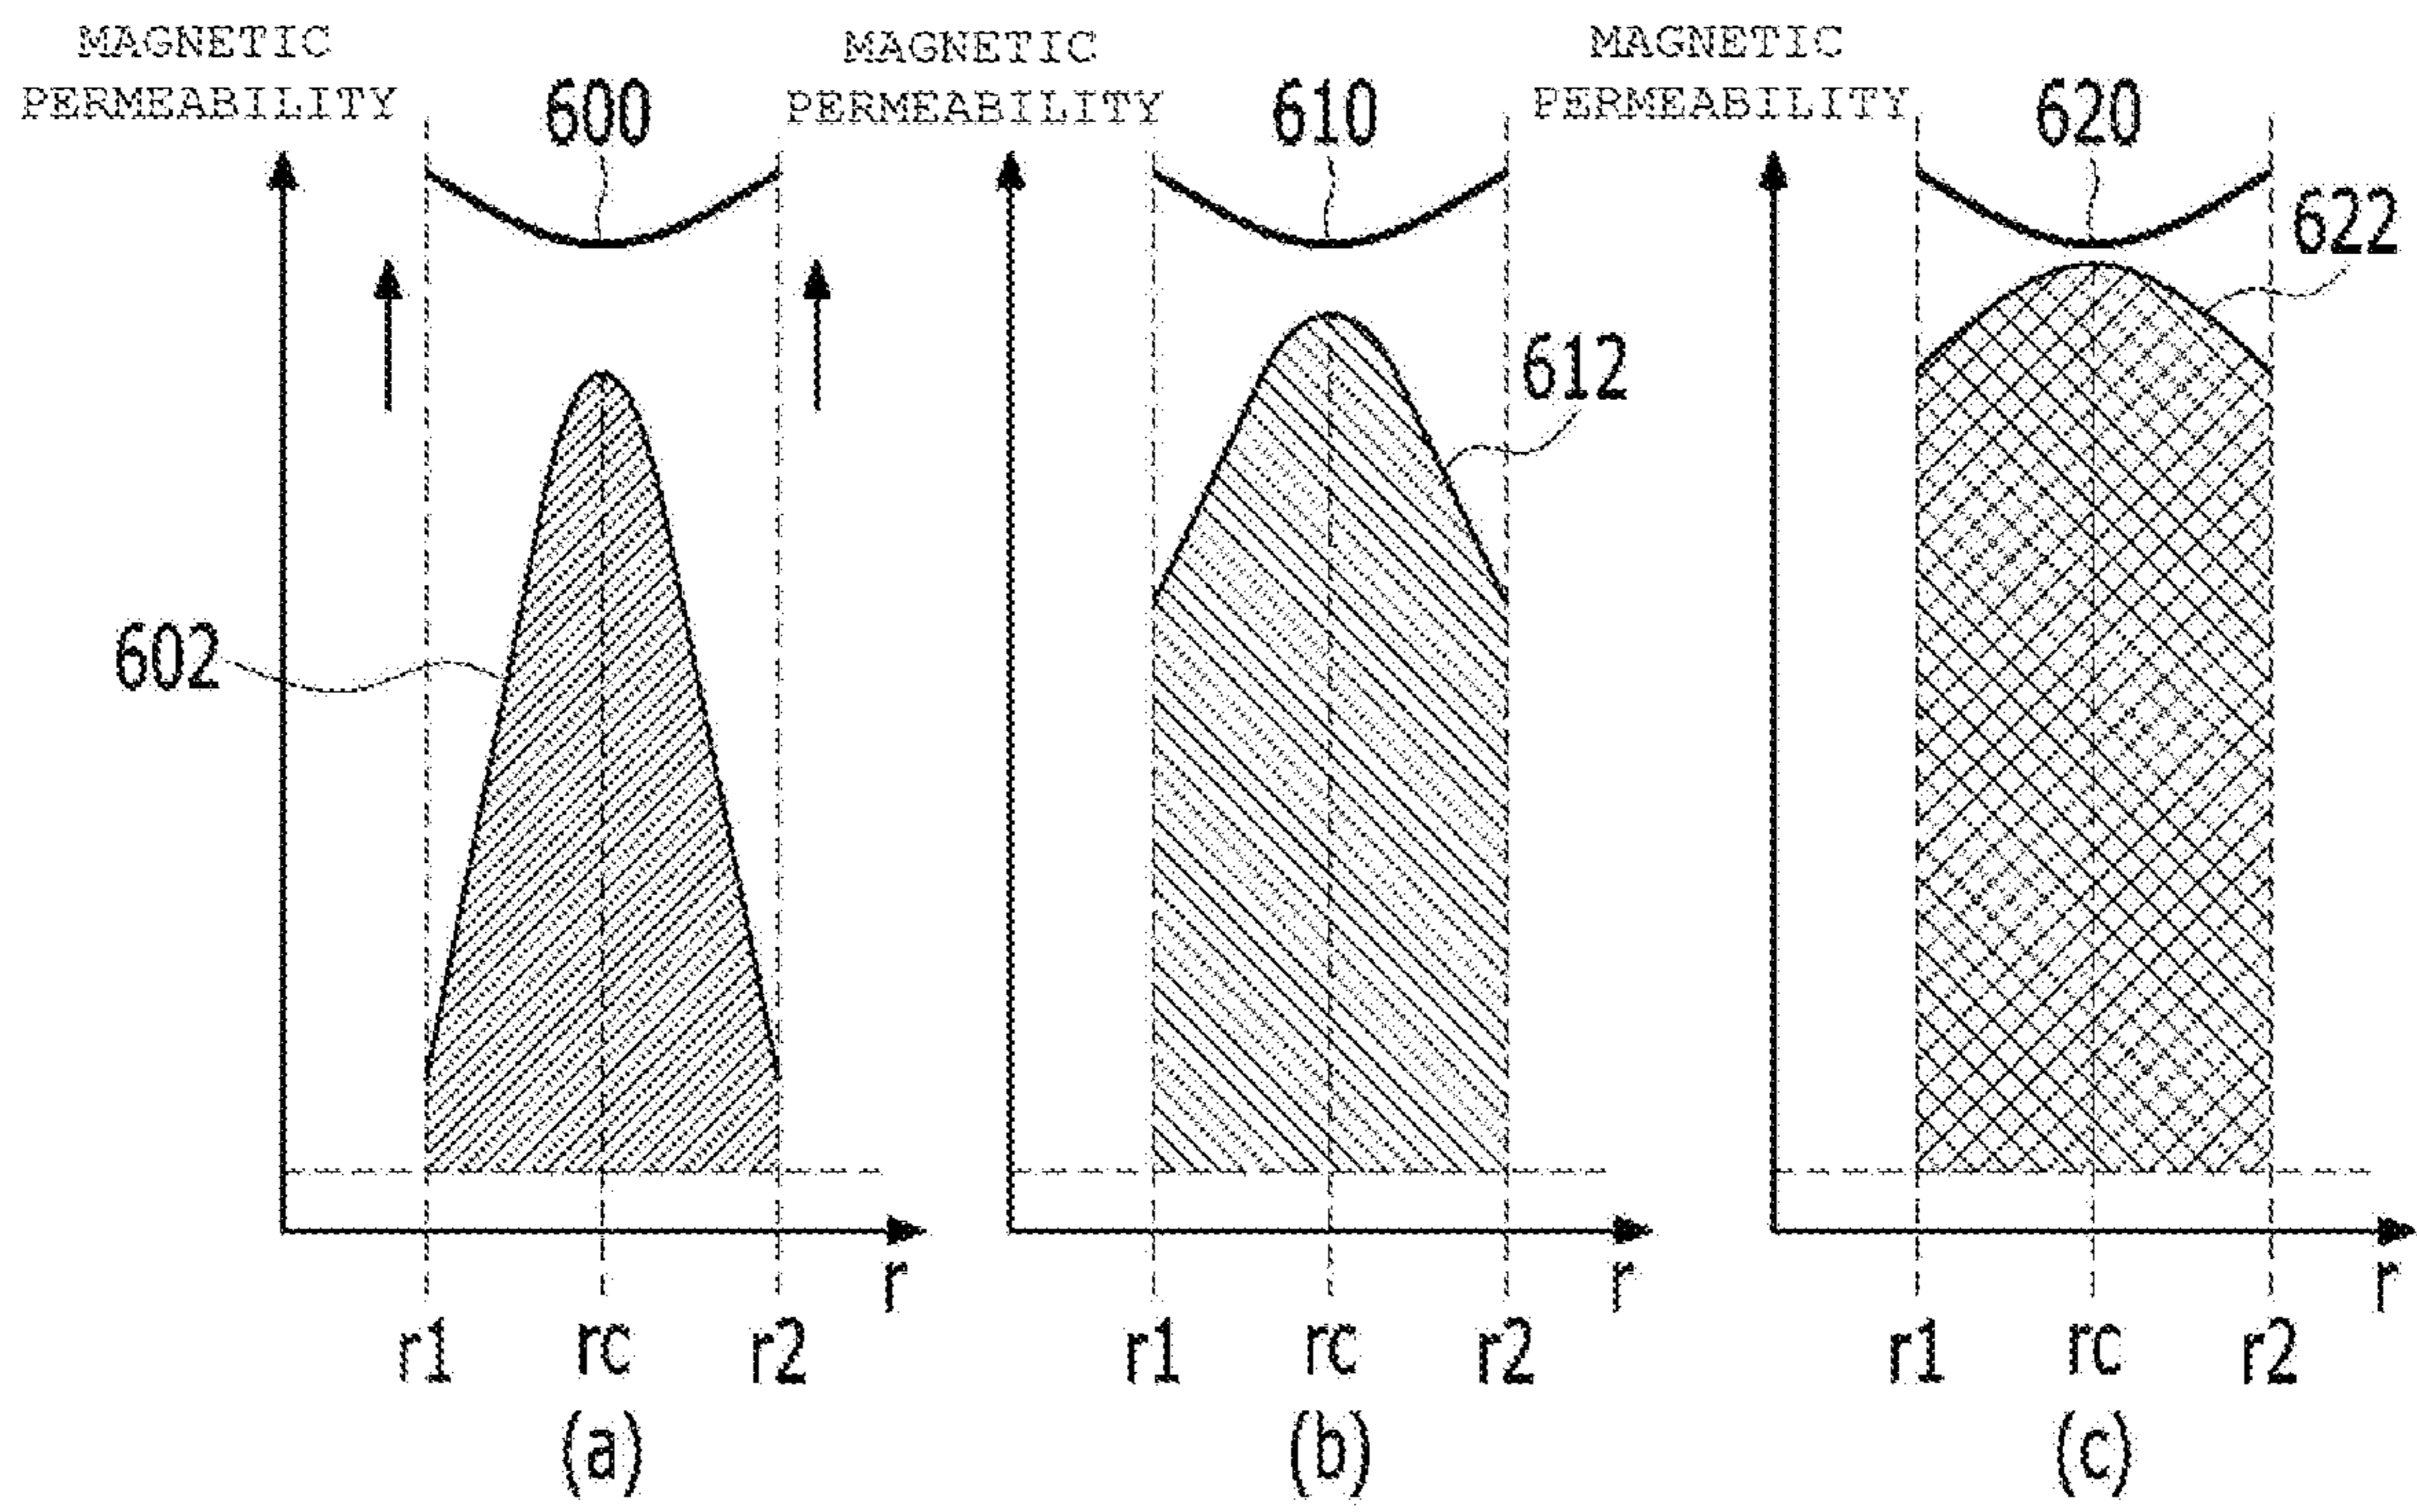 MAGNETIC
PERMEABILITY
600
602
r
r1 rc r2
(a)
MAGNETIC
PERMEABILITY
610
612
r
r1 rc r2
(b)
MAGNETIC
PERMEABILITY
620
622
r
r1 rc r2
(c)